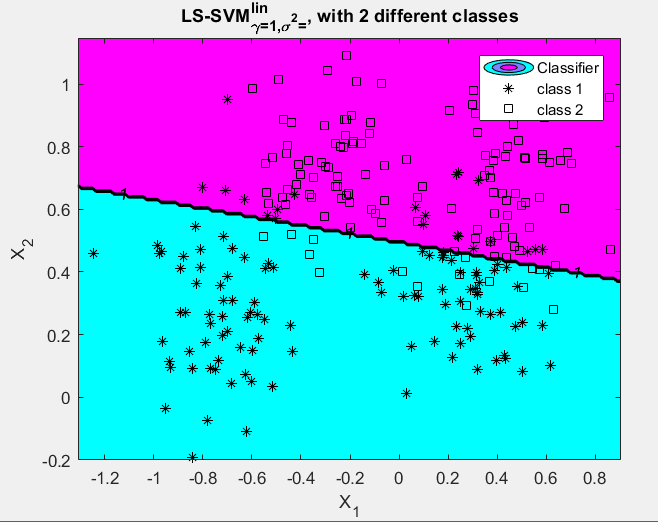 LS-SVM lin γ=1,σ²=, with 2 different classes
Classifier
class 1
class 2
1
0.8
0.6
0.4
0.2
0
-0.2
X2
1
1
1
-1.2 -1 -0.8 -0.6 -0.4 -0.2 0 0.2 0.4 0.6 0.8
X1